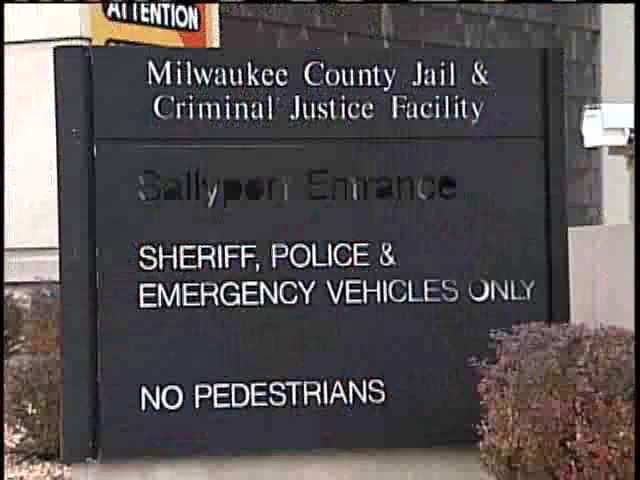 ATTENTION
Milwaukee County Jail &
Criminal Justice Facility
Sallyport Entrance
SHERIFF, POLICE &
EMERGENCY VEHICLES ONLY
NO PEDESTRIANS